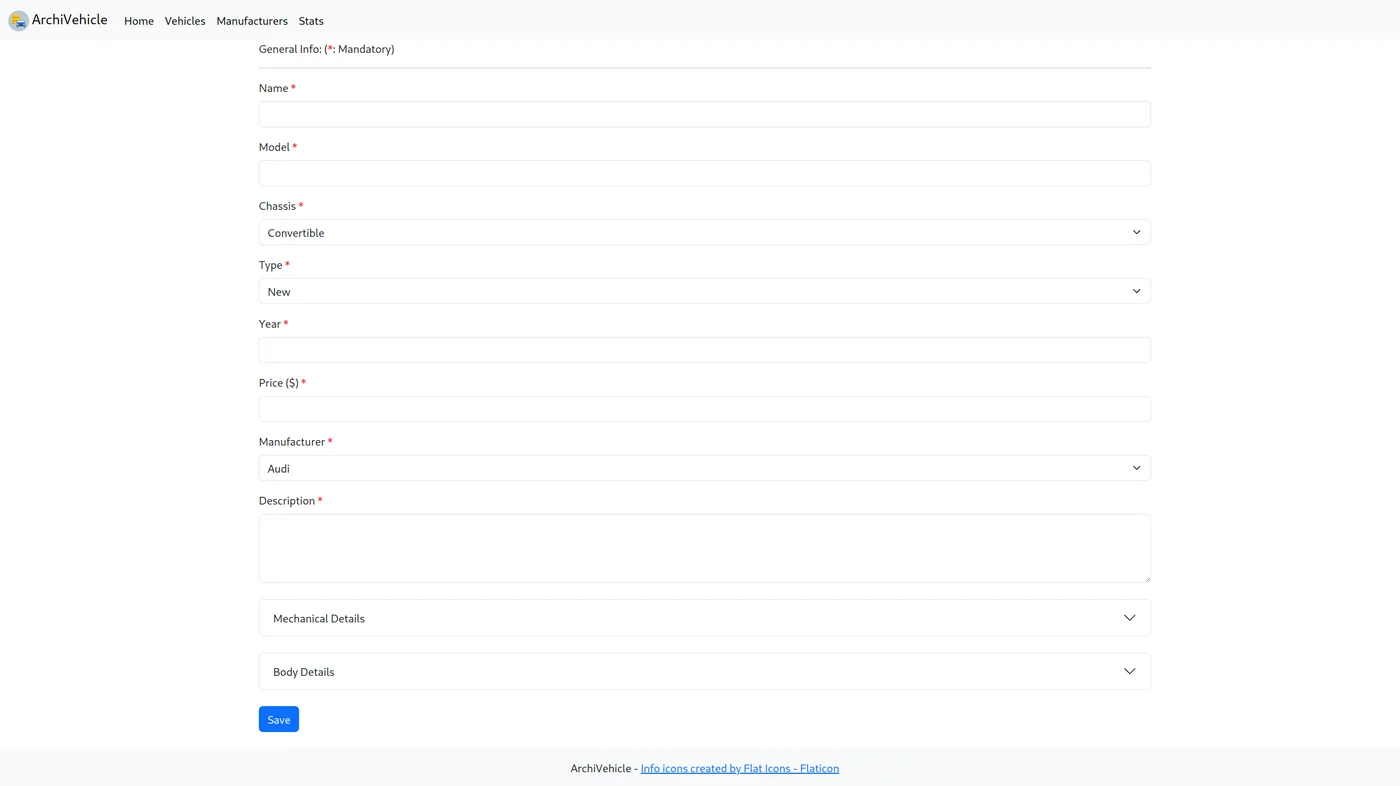 ArchiVehicle Home Vehicles Manufacturers Stats
General Info: (*: Mandatory)
Name *
Model *
Chassis *
Convertible
Type *
New
Year *
Price ($) *
Manufacturer *
Audi
Description *
Mechanical Details
Body Details
Save
ArchiVehicle - Info icons created by Flat Icons - Flaticon